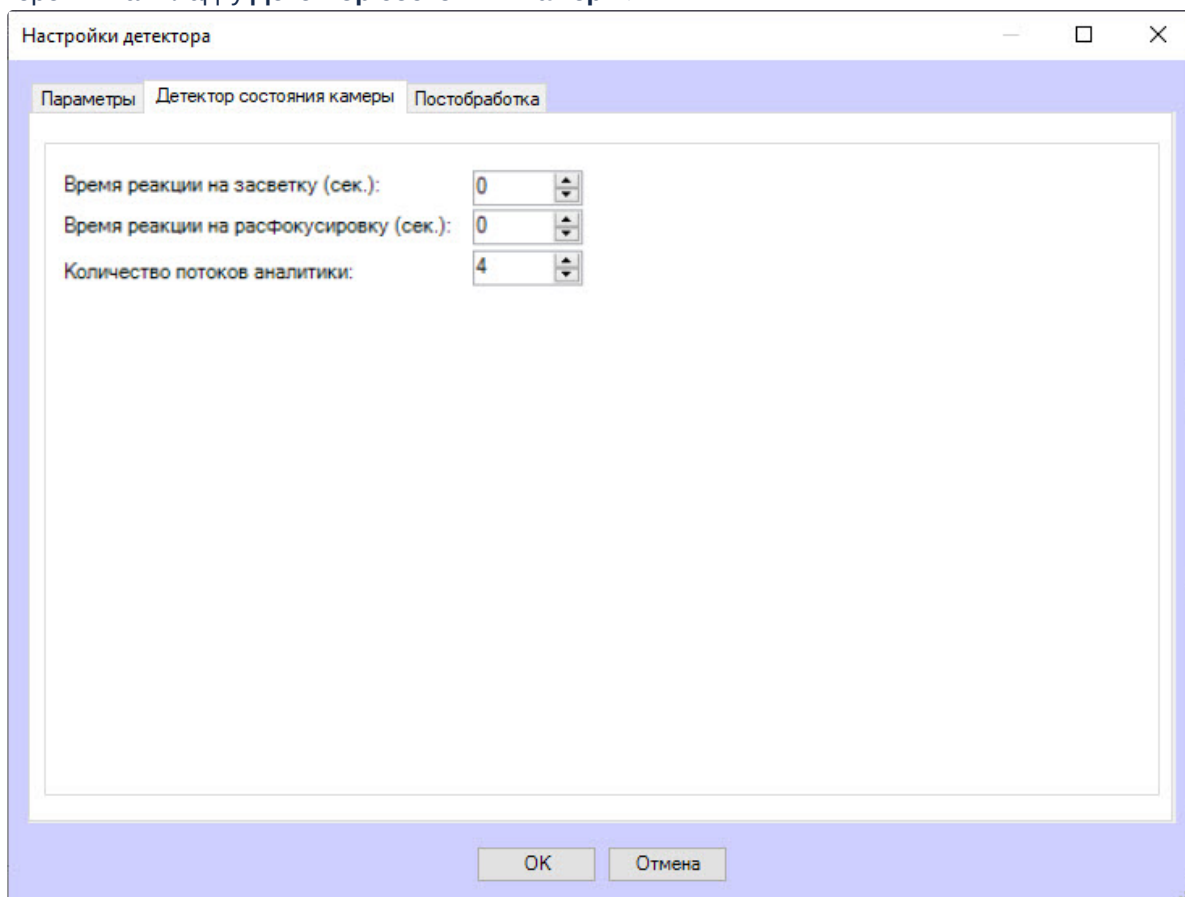 Настройки детектора
Параметры Детектор состояния камеры Постобработка
Время реакции на засветку (сек.): 0
Время реакции на расфокусировку (сек.): 0
Количество потоков аналитики: 4
OK Отмена